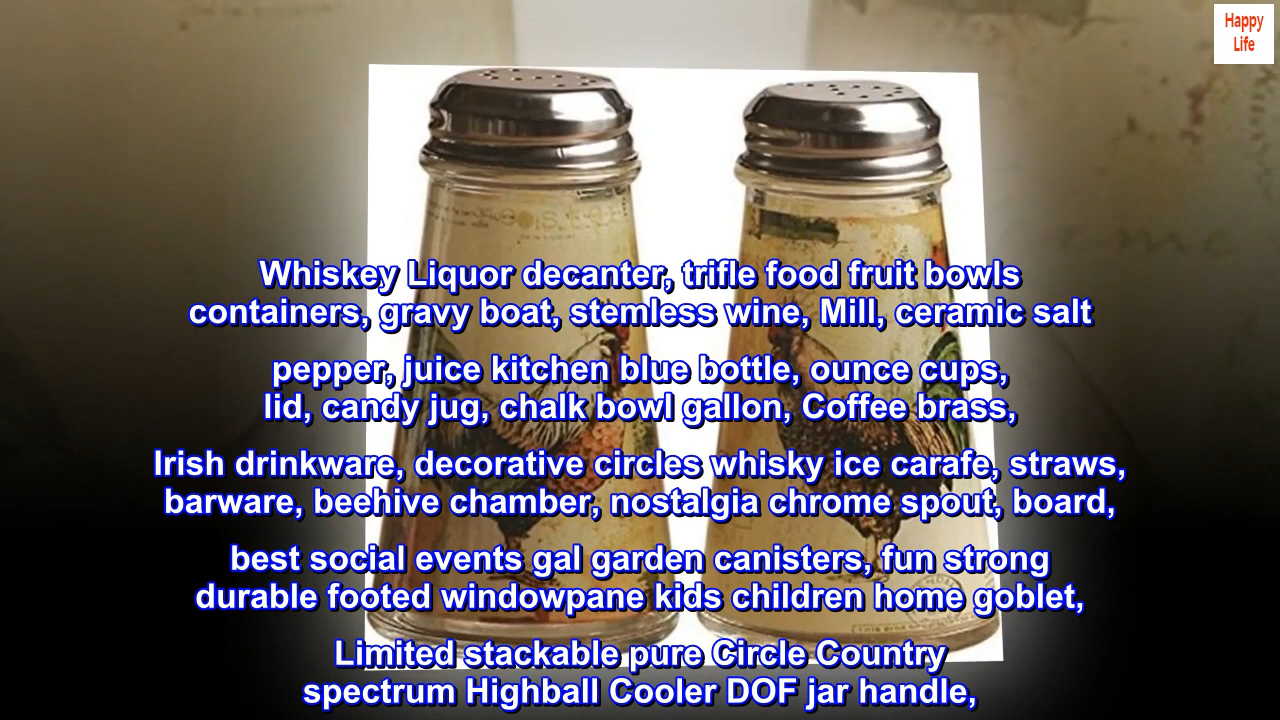 Happy
Life
Whiskey Liquor decanter, trifle food fruit bowls
containers, gravy boat, stemless wine, Mill, ceramic salt
pepper, juice kitchen blue bottle, ounce cups,
lid, candy jug, chalk bowl gallon, Coffee brass,
Irish drinkware, decorative circles whisky ice carafe, straws,
barware, beehive chamber, nostalgia chrome spout, board,
best social events gal garden canisters, fun strong
durable footed windowpane kids children home goblet,
Limited stackable pure Circle Country
spectrum Highball Cooler DOF jar handle,